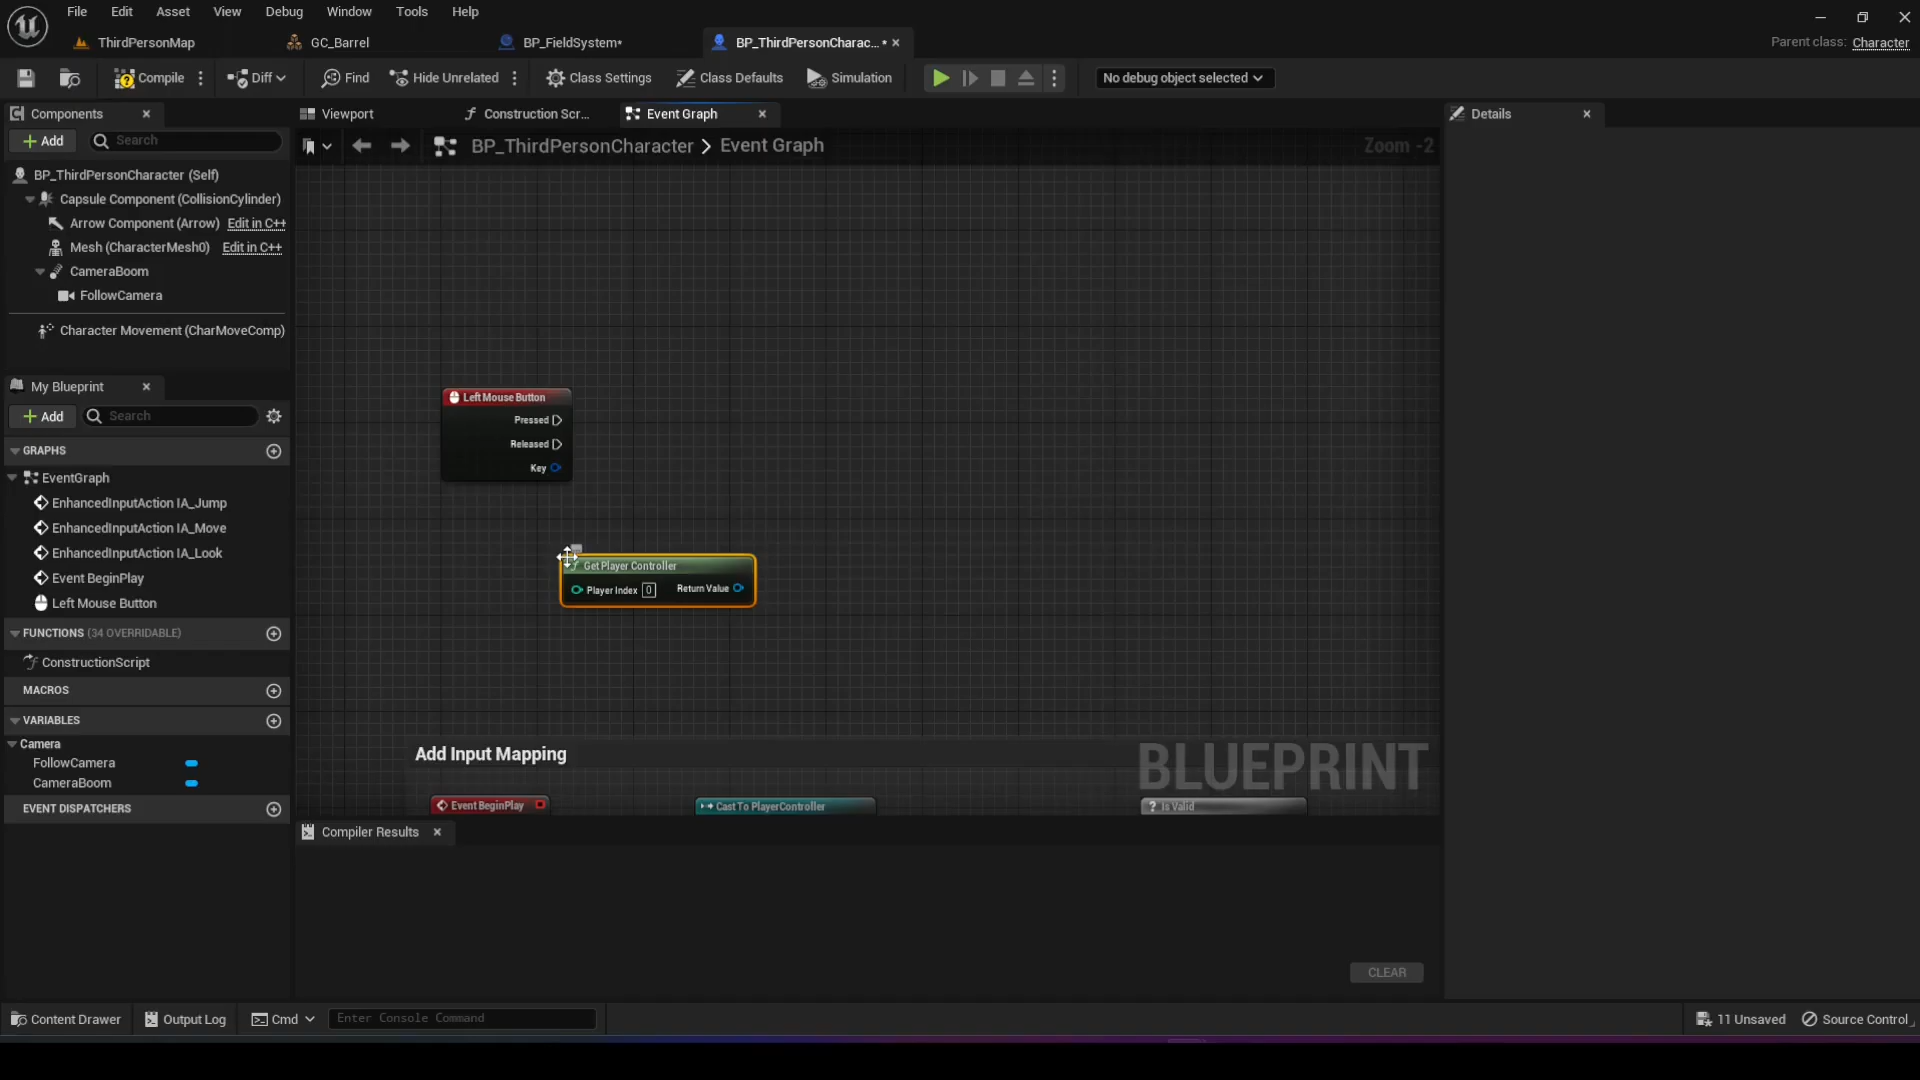 File Edit Asset View Debug Window Tools Help
ThirdPersonMap GC_Barrel BP_FieldSystem* BP_ThirdPersonCharac... * Parent class: Character
Compile Diff Find Hide Unrelated Class Settings Class Defaults Simulation No debug object selected
Components Viewport Construction Scr... Event Graph Details
Add Search BP_ThirdPersonCharacter > Event Graph Zoom -2
BP_ThirdPersonCharacter (Self)
Capsule Component (CollisionCylinder)
Arrow Component (Arrow) Edit in C++
Mesh (CharacterMesh0) Edit in C++
CameraBoom
FollowCamera
Character Movement (CharMoveComp)
My Blueprint
Add Search
GRAPHS
EventGraph
EnhancedInputAction IA_Jump
EnhancedInputAction IA_Move
EnhancedInputAction IA_Look
Event BeginPlay
Left Mouse Button
FUNCTIONS (34 OVERRIDABLE)
ConstructionScript
MACROS
VARIABLES
Camera
FollowCamera
CameraBoom
EVENT DISPATCHERS
Left Mouse Button
Pressed
Released
Key
Get Player Controller
Player Index 0 Return Value
Add Input Mapping
BLUEPRINT
Event BeginPlay Cast To PlayerController ? Is Valid
Compiler Results
CLEAR
Content Drawer Output Log Cmd Enter Console Command 11 Unsaved Source Control